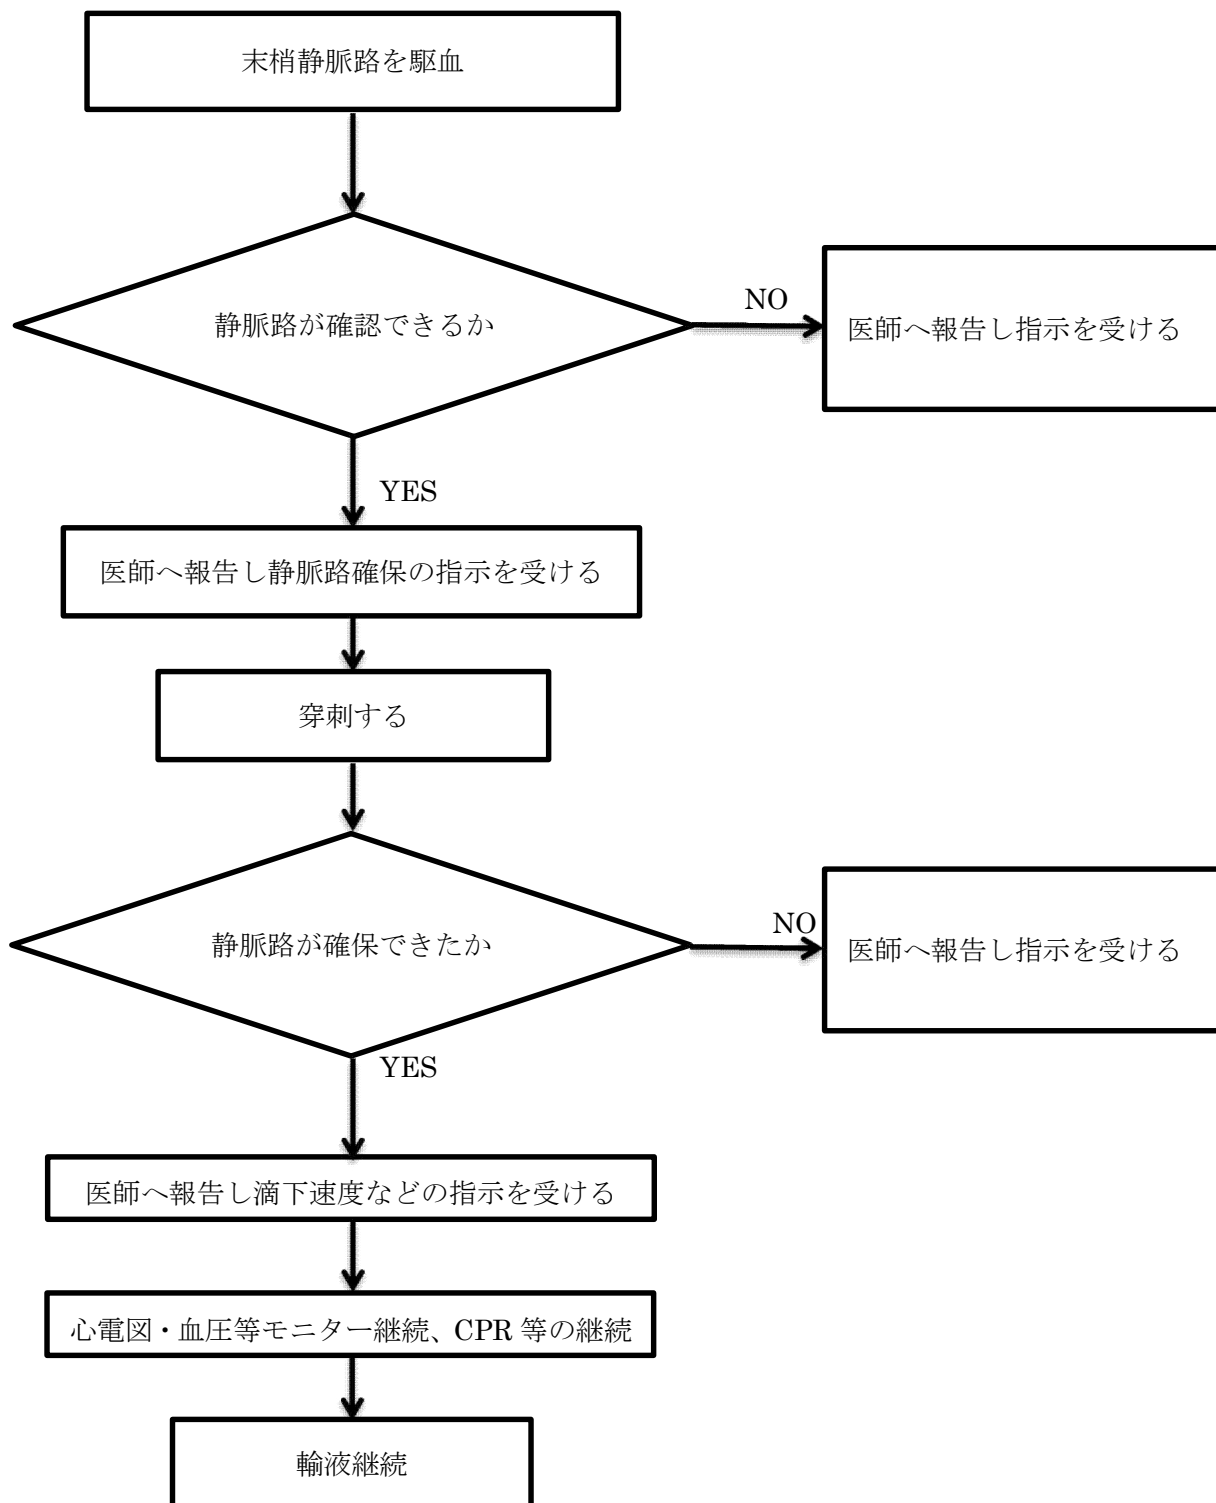 末梢静脈路を駆血
静脈路が確認できるか
NO
医師へ報告し指示を受ける
YES
医師へ報告し静脈路確保の指示を受ける
穿刺する
静脈路が確保できたか
NO
医師へ報告し指示を受ける
YES
医師へ報告し滴下速度などの指示を受ける
心電図・血圧等モニター継続、CPR 等の継続
輸液継続